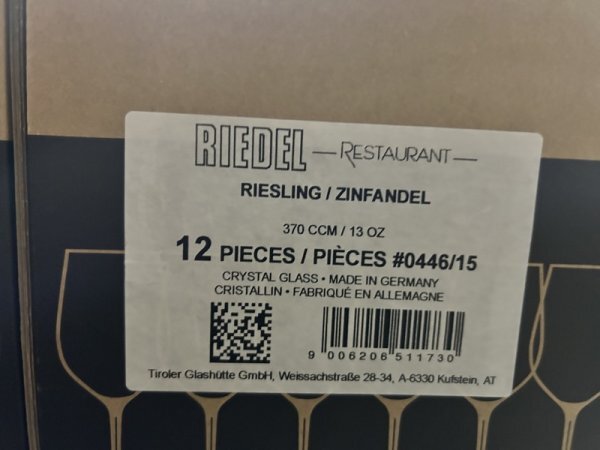 RIEDEL — RESTAURANT —
RIESLING / ZINFANDEL
370 CCM / 13 OZ
12 PIECES / PIÈCES #0446/15
CRYSTAL GLASS • MADE IN GERMANY
CRISTALLIN • FABRIQUÉ EN ALLEMAGNE
9 006206 511730
Tiroler Glashütte GmbH, Weissachstraße 28-34, A-6330 Kufstein, AT